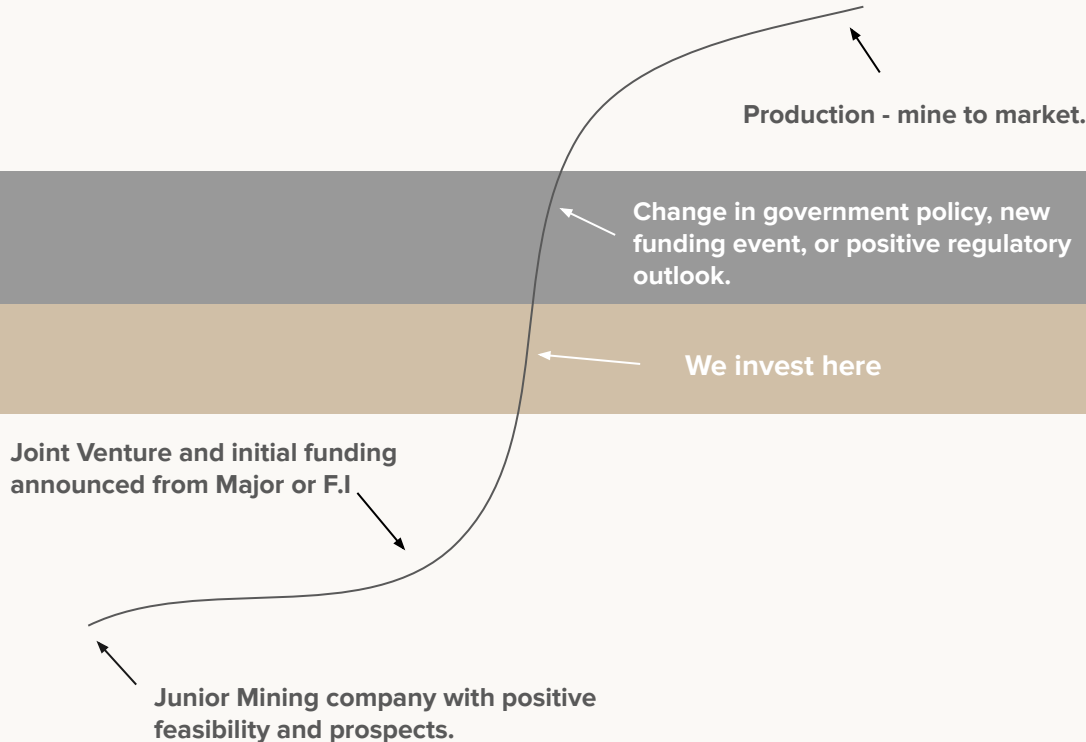 Production - mine to market.
Change in government policy, new
funding event, or positive regulatory
outlook.
We invest here
Joint Venture and initial funding
announced from Major or F.I
Junior Mining company with positive
feasibility and prospects.